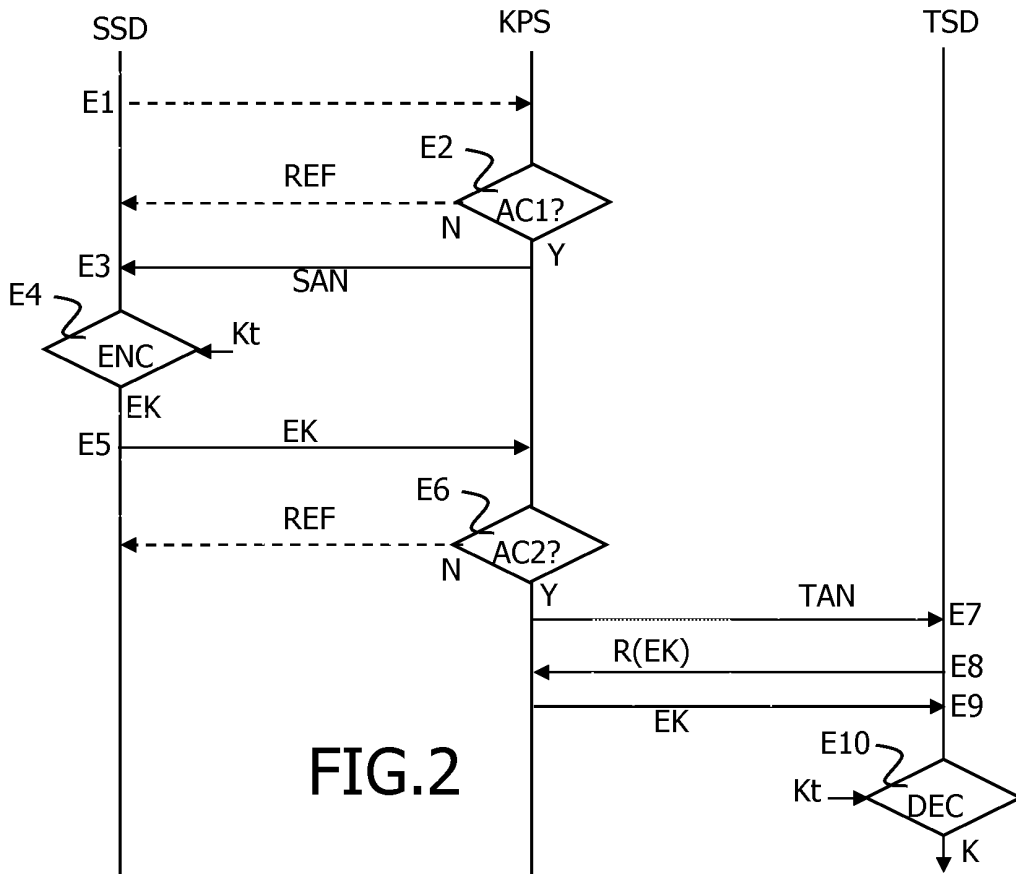 SSD
KPS
TSD
E1
E2
REF
AC1?
N
Y
E3
SAN
E4
Kt
ENC
EK
E5
EK
E6
REF
AC2?
N
Y
TAN
E7
R(EK)
E8
EK
E9
E10
FIG.2
Kt
DEC
K